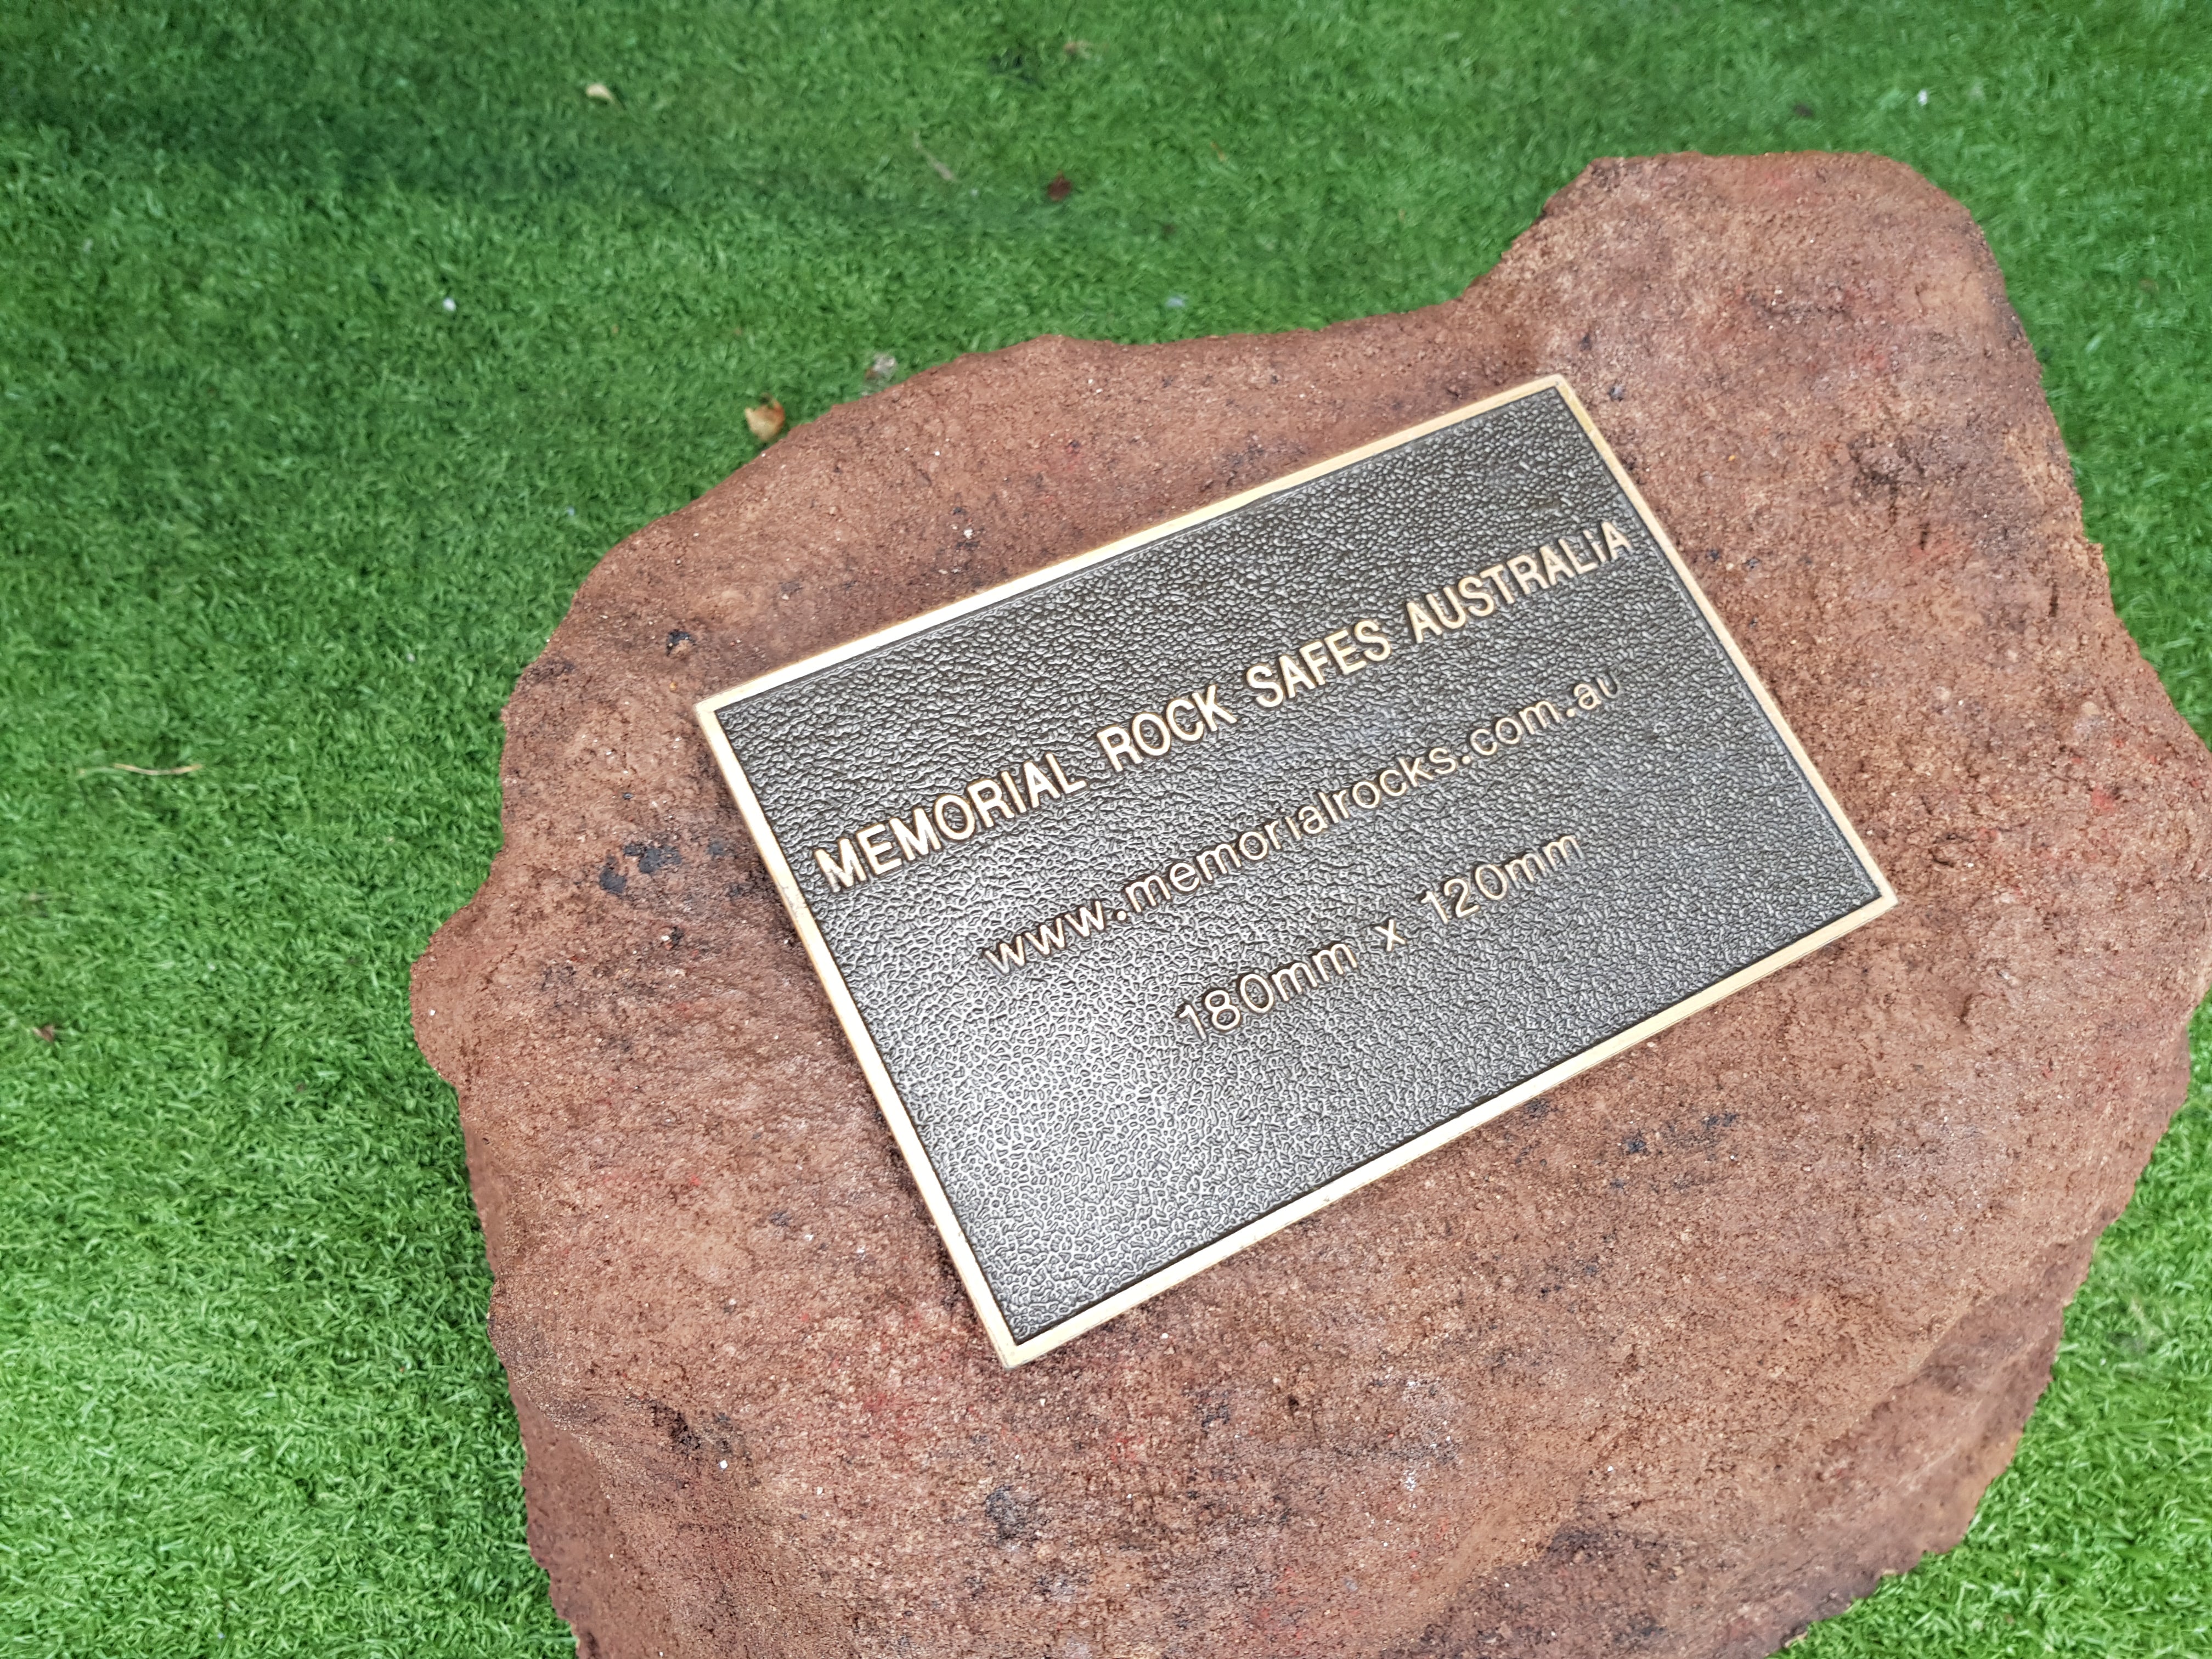 MEMORIAL ROCK SAFES AUSTRALIA
www.memorialrocks.com.au
180mm x 120mm